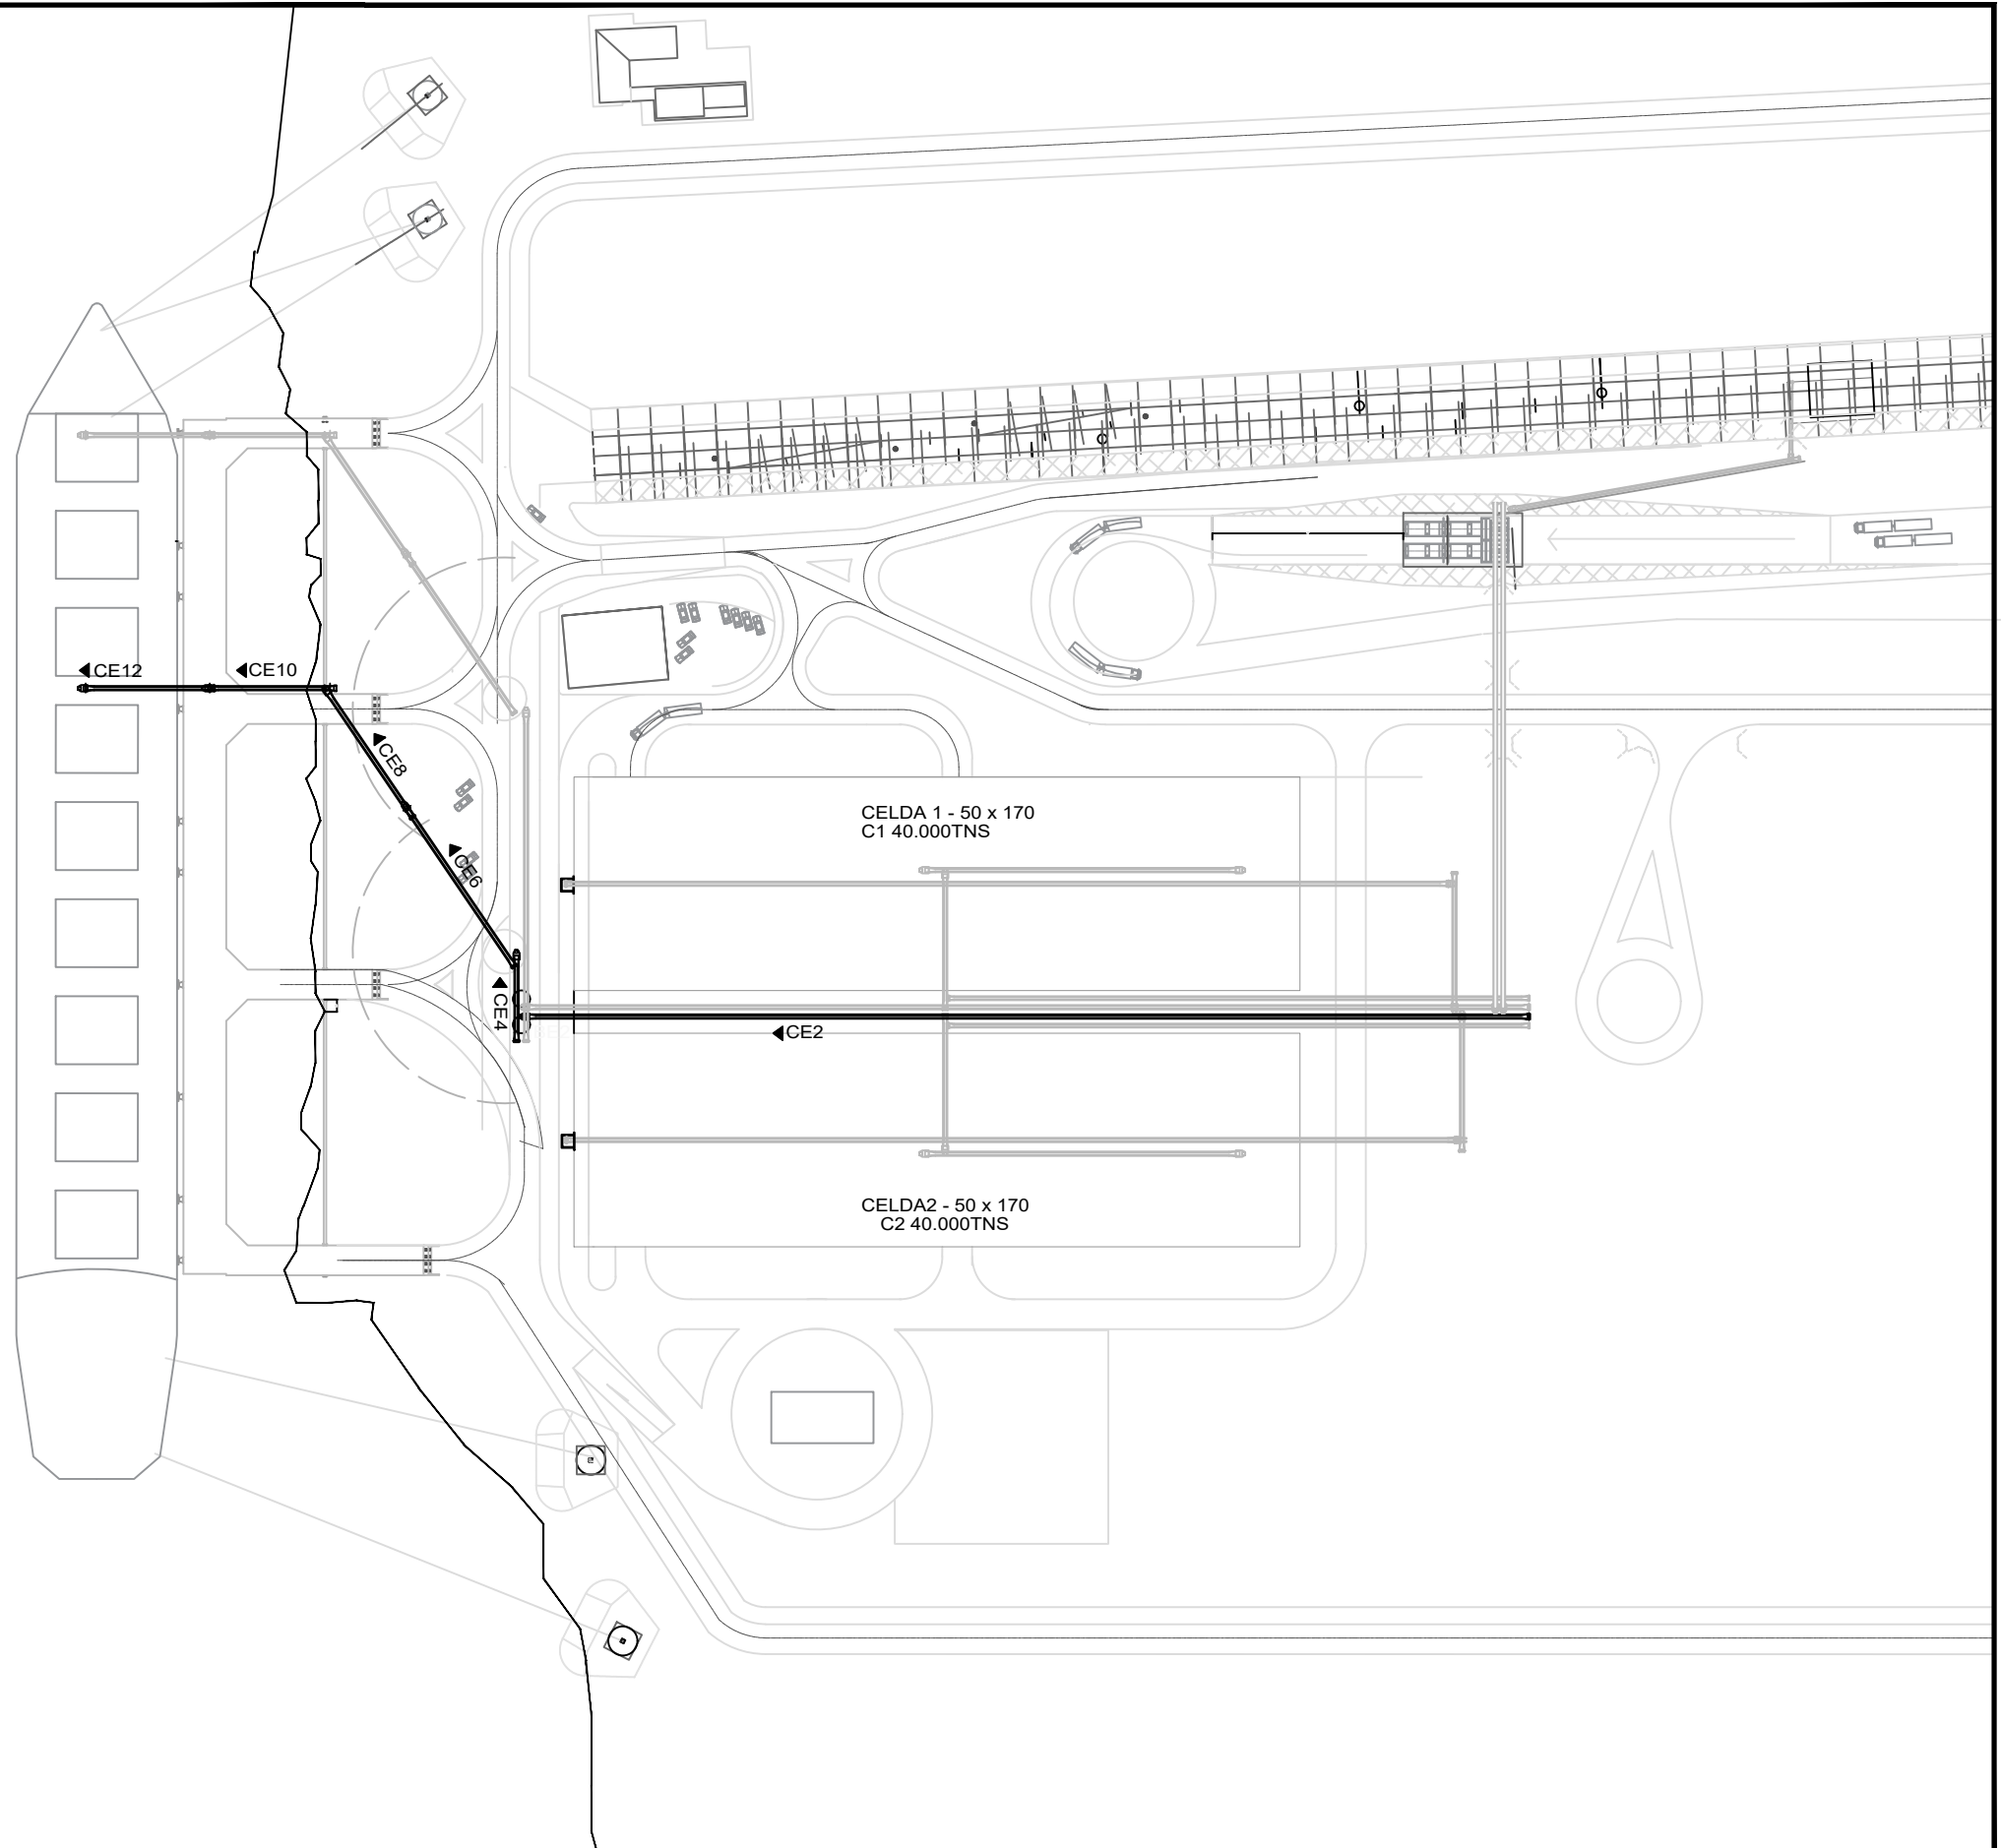 CE12
CE10
CE8
CELDA 1 - 50 x 170
C1 40.000TNS
CE6
CE4
CE2
CELDA2 - 50 x 170
C2 40.000TNS